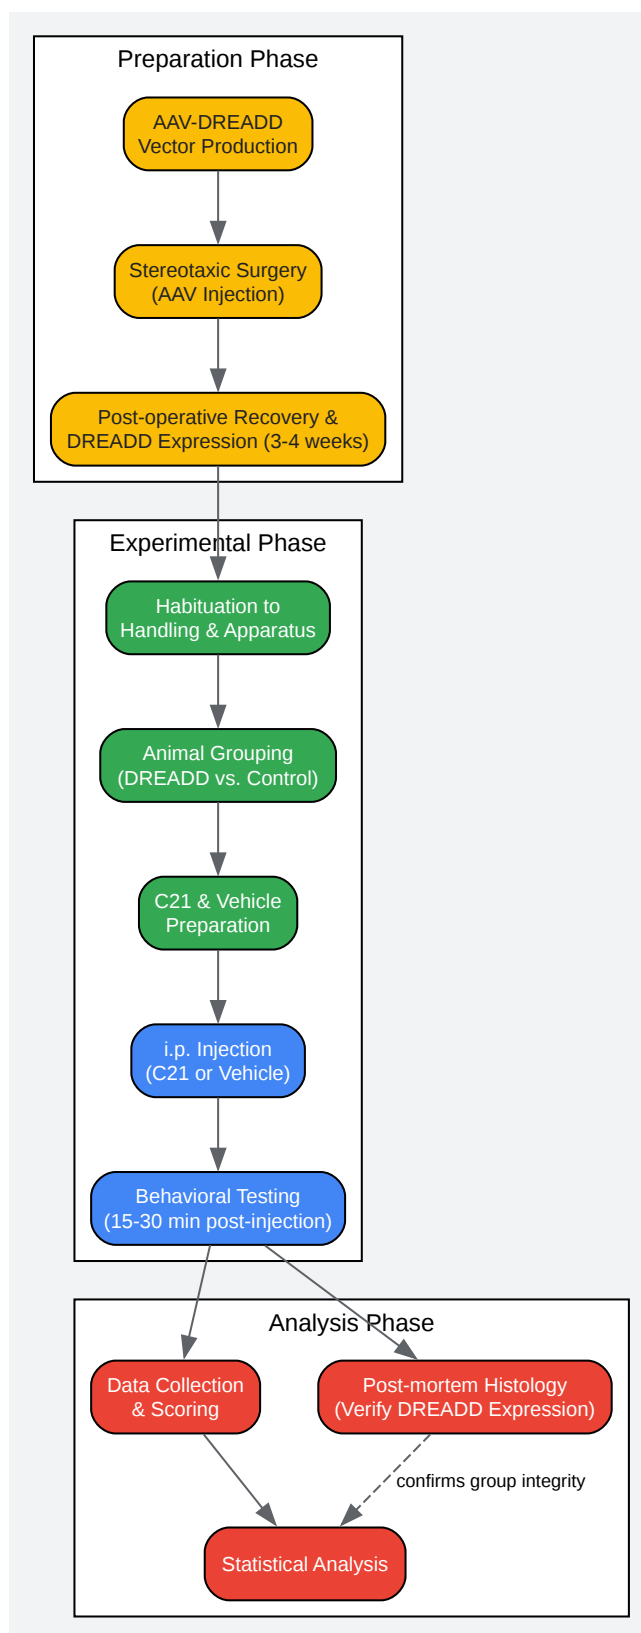 Preparation Phase
AAV-DREADD
Vector Production
Stereotaxic Surgery
(AAV Injection)
Post-operative Recovery &
DREADD Expression (3-4 weeks)
Experimental Phase
Habituation to
Handling & Apparatus
Animal Grouping
(DREADD vs. Control)
C21 & Vehicle
Preparation
i.p. Injection
(C21 or Vehicle)
Behavioral Testing
(15-30 min post-injection)
Analysis Phase
Data Collection
& Scoring
Post-mortem Histology
(Verify DREADD Expression)
confirms group integrity
Statistical Analysis